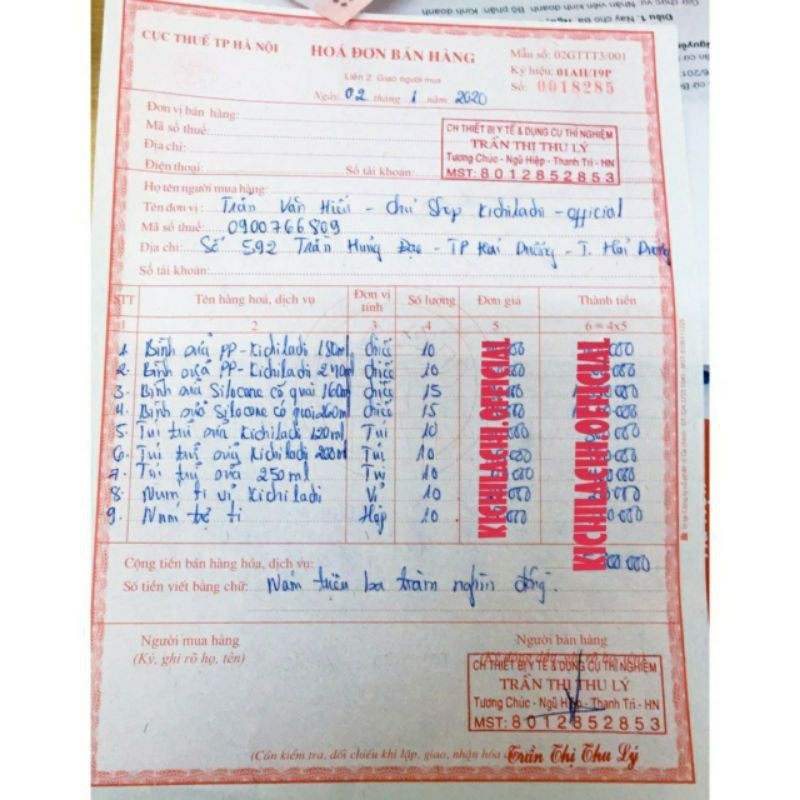 CỤC THUẾ TP HÀ NỘI
HOÁ ĐƠN BÁN HÀNG
Mẫu số: 02GTTT3/001
Liên 2: Giao người mua
Ký hiệu: 01AH/19P
Ngày 02 tháng 1 năm 2020
Số: 0018285
Đơn vị bán hàng:
Mã số thuế:
Địa chỉ:
Điện thoại: Số tài khoản:
CH THIẾT BỊ Y TẾ & DỤNG CỤ THÍ NGHIỆM
TRẦN THỊ THU LÝ
Tương Chúc - Ngũ Hiệp - Thanh Trì - HN
MST: 8012852853
Họ tên người mua hàng:
Tên đơn vị: Trần Văn Hiếu - Chủ Shop Kichilachi - official
Mã số thuế: 0900766809
Địa chỉ: Số 592 Trần Hưng Đạo - TP Hải Dương - T. Hải Dương
Số tài khoản:
STT Tên hàng hoá, dịch vụ Đơn vị tính Số lượng Đơn giá Thành tiền
1 2 3 4 5 6 = 4x5
1. Bình sữa PP - Kichilachi 180ml Chiếc 10
2. Bình sữa PP - Kichilachi 240ml Chiếc 10
3. Bình sữa Silocone có quai 160ml Chiếc 15
4. Bình sữa Silocone có quai 260ml Chiếc 15
5. Túi trữ sữa Kichilachi 120ml Túi 10
6. Túi trữ sữa Kichilachi Túi 10
7. Túi trữ sữa 250ml Túi 10
8. Num ti vỉ Kichilachi Vỉ 10
9. ti Hộp 10
KICHILACHI.OFFICIAL
KICHILACHI.OFFICIAL
Cộng tiền bán hàng hóa, dịch vụ:
Số tiền viết bằng chữ: Năm triệu ba trăm nghìn đồng.
Người mua hàng
(Ký, ghi rõ họ, tên)
Người bán hàng
CH THIẾT BỊ Y TẾ & DỤNG CỤ THÍ NGHIỆM
TRẦN THỊ THU LÝ
Tương Chúc - Ngũ Hiệp - Thanh Trì - HN
MST: 8012852853
(Cần kiểm tra, đối chiếu khi lập, giao, nhận hóa
Trần Thị Thu Lý